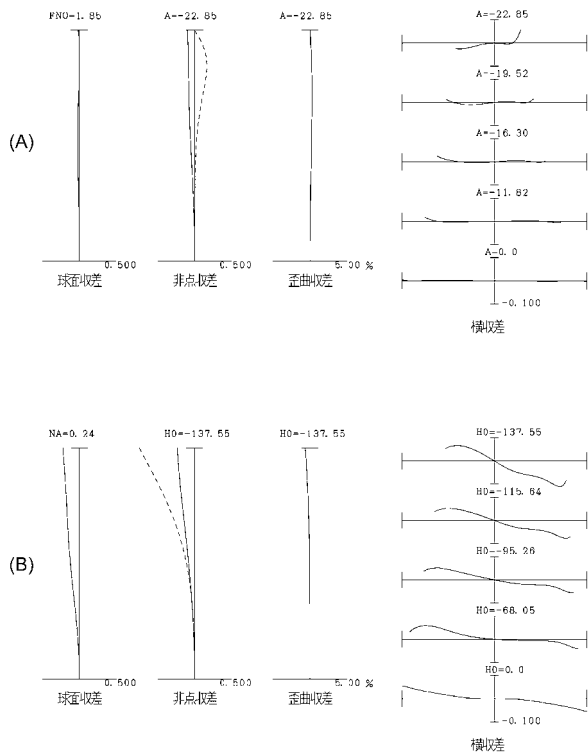 FNO=1.85
A=-22.85
A=-22.85
A=-22.85
A=-19.52
A=-16.30
A=-11.82
A=0.0
(A)
0.500
0.500
5.00 %
-0.100
球面収差
非点収差
歪曲収差
横収差
NA=0.24
H0=-137.55
H0=-137.55
H0=-137.55
H0=-115.64
H0=-95.26
H0=-68.05
H0=0.0
(B)
0.500
0.500
5.00 %
-0.100
球面収差
非点収差
歪曲収差
横収差